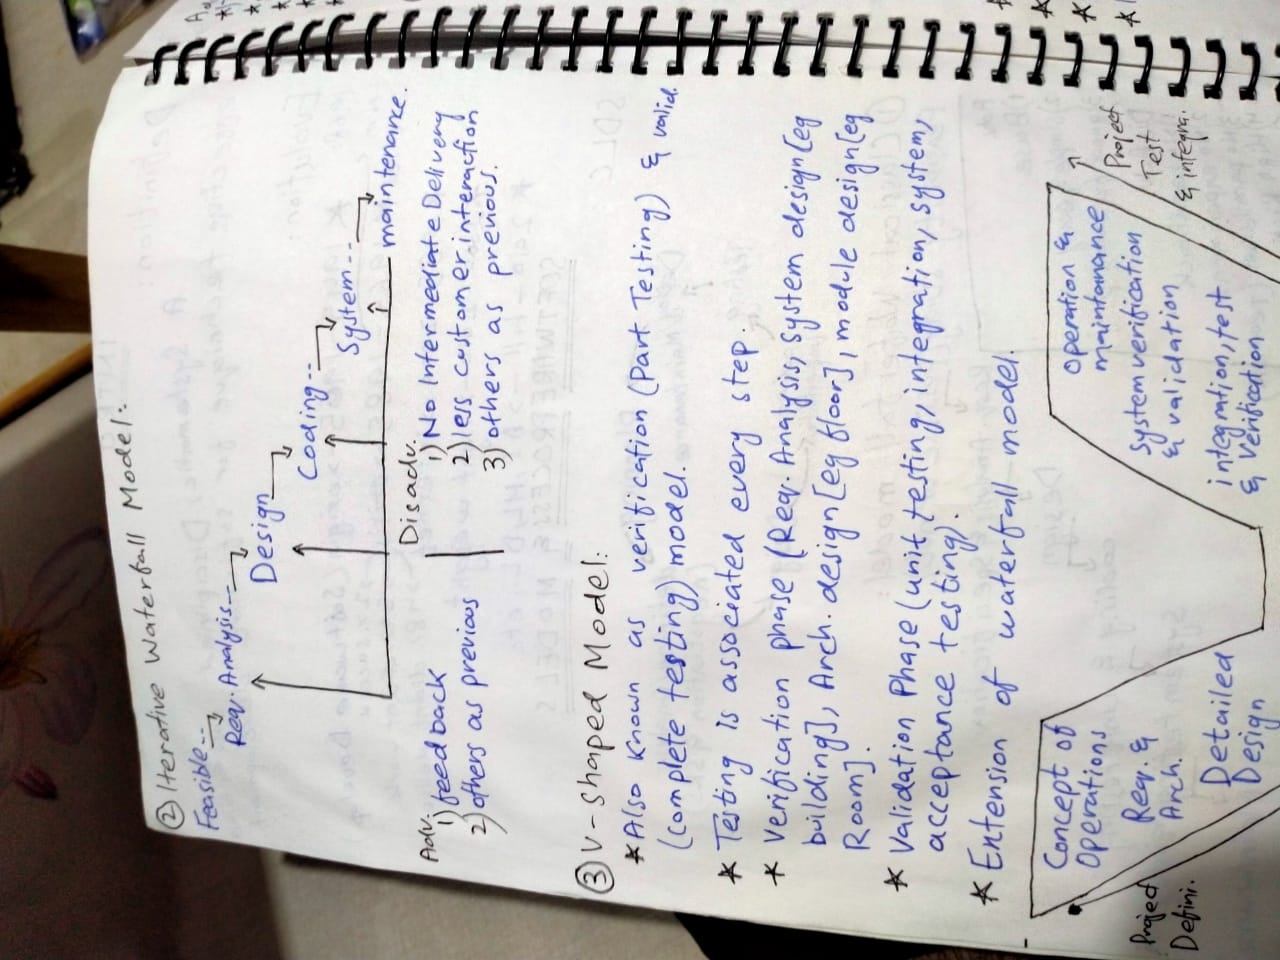 ② Iterative Waterfall Model:
Feasible--
Req. Analysis--
Design
Coding--
System--
maintenance.
Adv.
1) feedback
2) others as previous
Disadv.
1) No Intermediate Delivery
2) less customer interaction
3) others as previous.
③ V-shaped Model:
* Also known as verification (Part Testing) & valid.
(complete testing) model.
* Testing is associated every step.
* Verification phase (Req. Analysis, system design [eg
building], Arch. design [eg floor], module design [eg
Room].
* Validation Phase (unit testing, integration, system,
acceptance testing).
* Extension of waterfall model.
Concept of
Operations
Req. &
Arch.
Detailed
Design
Project
Defini.
Operation &
maintanance
System verification
& validation
integration, test
& Verification
Project
Test
& integra.